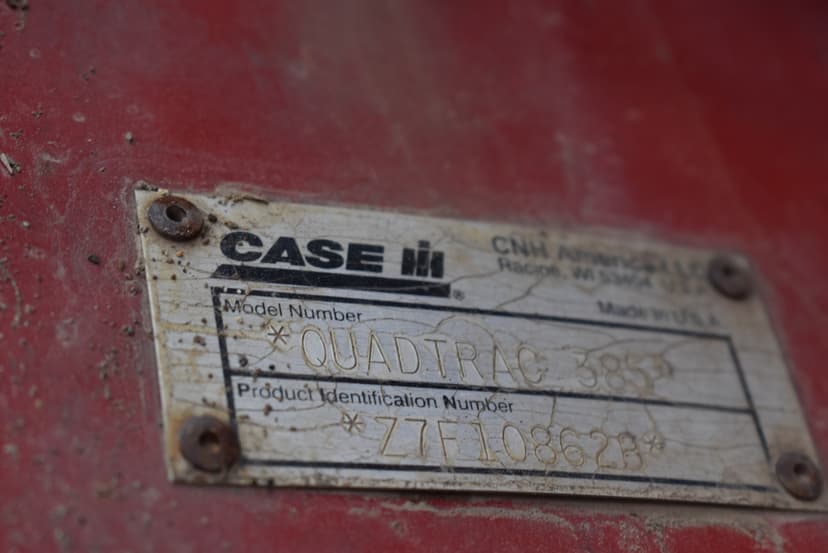 CASE IH
®
CNH America LLC
Racine, WI 53404 U.S.A.
Made in U.S.A.
Model Number
*QUADTRAC 385*
Product Identification Number
*Z7F108628*